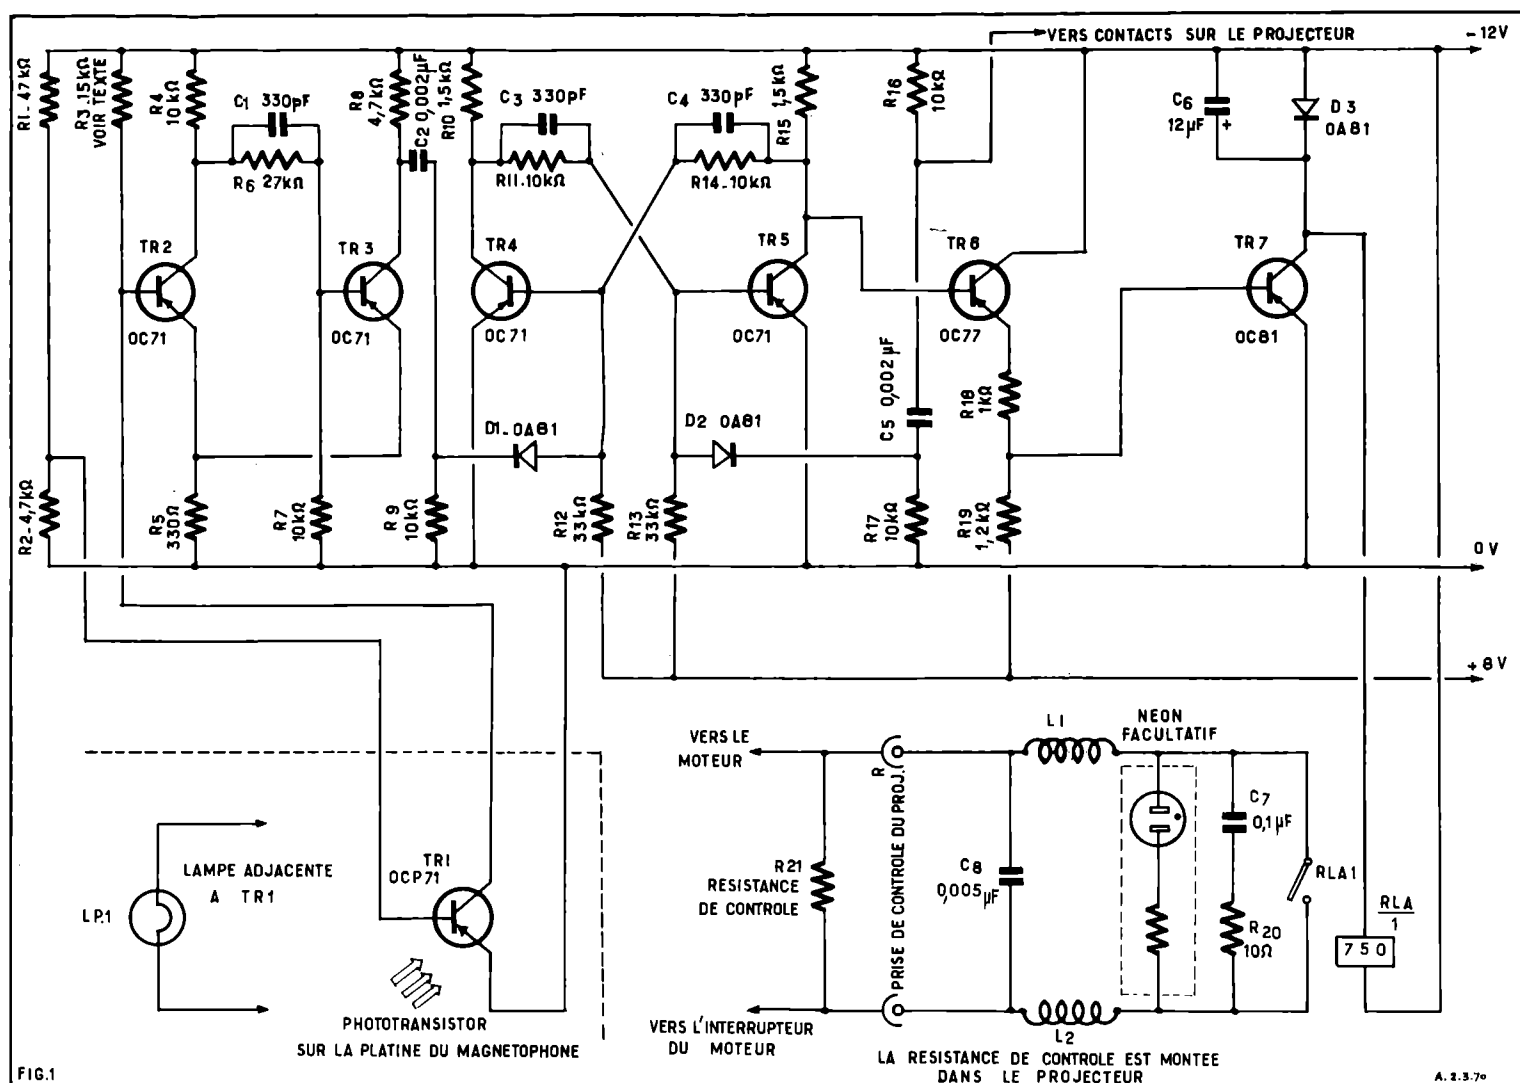 VERS CONTACTS SUR LE PROJECTEUR
-12V
R1-47kΩ
R3.15kΩ
VOIR TEXTE
R4
10kΩ
C1 330pF
R6 27kΩ
R8
4,7kΩ
C2 0,002µF
R10 1,5kΩ
C3 330pF
R11-10kΩ
C4 330pF
R14-10kΩ
R15 1,5kΩ
R16
10kΩ
C6
12µF
+
D3
OA81
TR2
OC71
TR3
OC71
TR4
OC71
TR5
OC71
TR6
OC77
TR7
OC81
D1-OA81
D2 OA81
C5 0,002µF
R18
1kΩ
R2-4,7kΩ
R5
330Ω
R7
10kΩ
R9
10kΩ
R12
33kΩ
R13
33kΩ
R17
10kΩ
R19
1,2kΩ
0V
+8V
LP.1
LAMPE ADJACENTE
A TR1
TR1
OCP71
PHOTOTRANSISTOR
SUR LA PLATINE DU MAGNETOPHONE
VERS LE
MOTEUR
R
PRISE DE CONTROLE DU PROJ.
L1
NEON
FACULTATIF
R21
RESISTANCE
DE CONTROLE
C8
0,005µF
C7
0,1µF
R20
10Ω
RLA1
RLA
1
750
VERS L'INTERRUPTEUR
DU MOTEUR
L2
LA RESISTANCE DE CONTROLE EST MONTEE
DANS LE PROJECTEUR
FIG.1
A.2.3.70